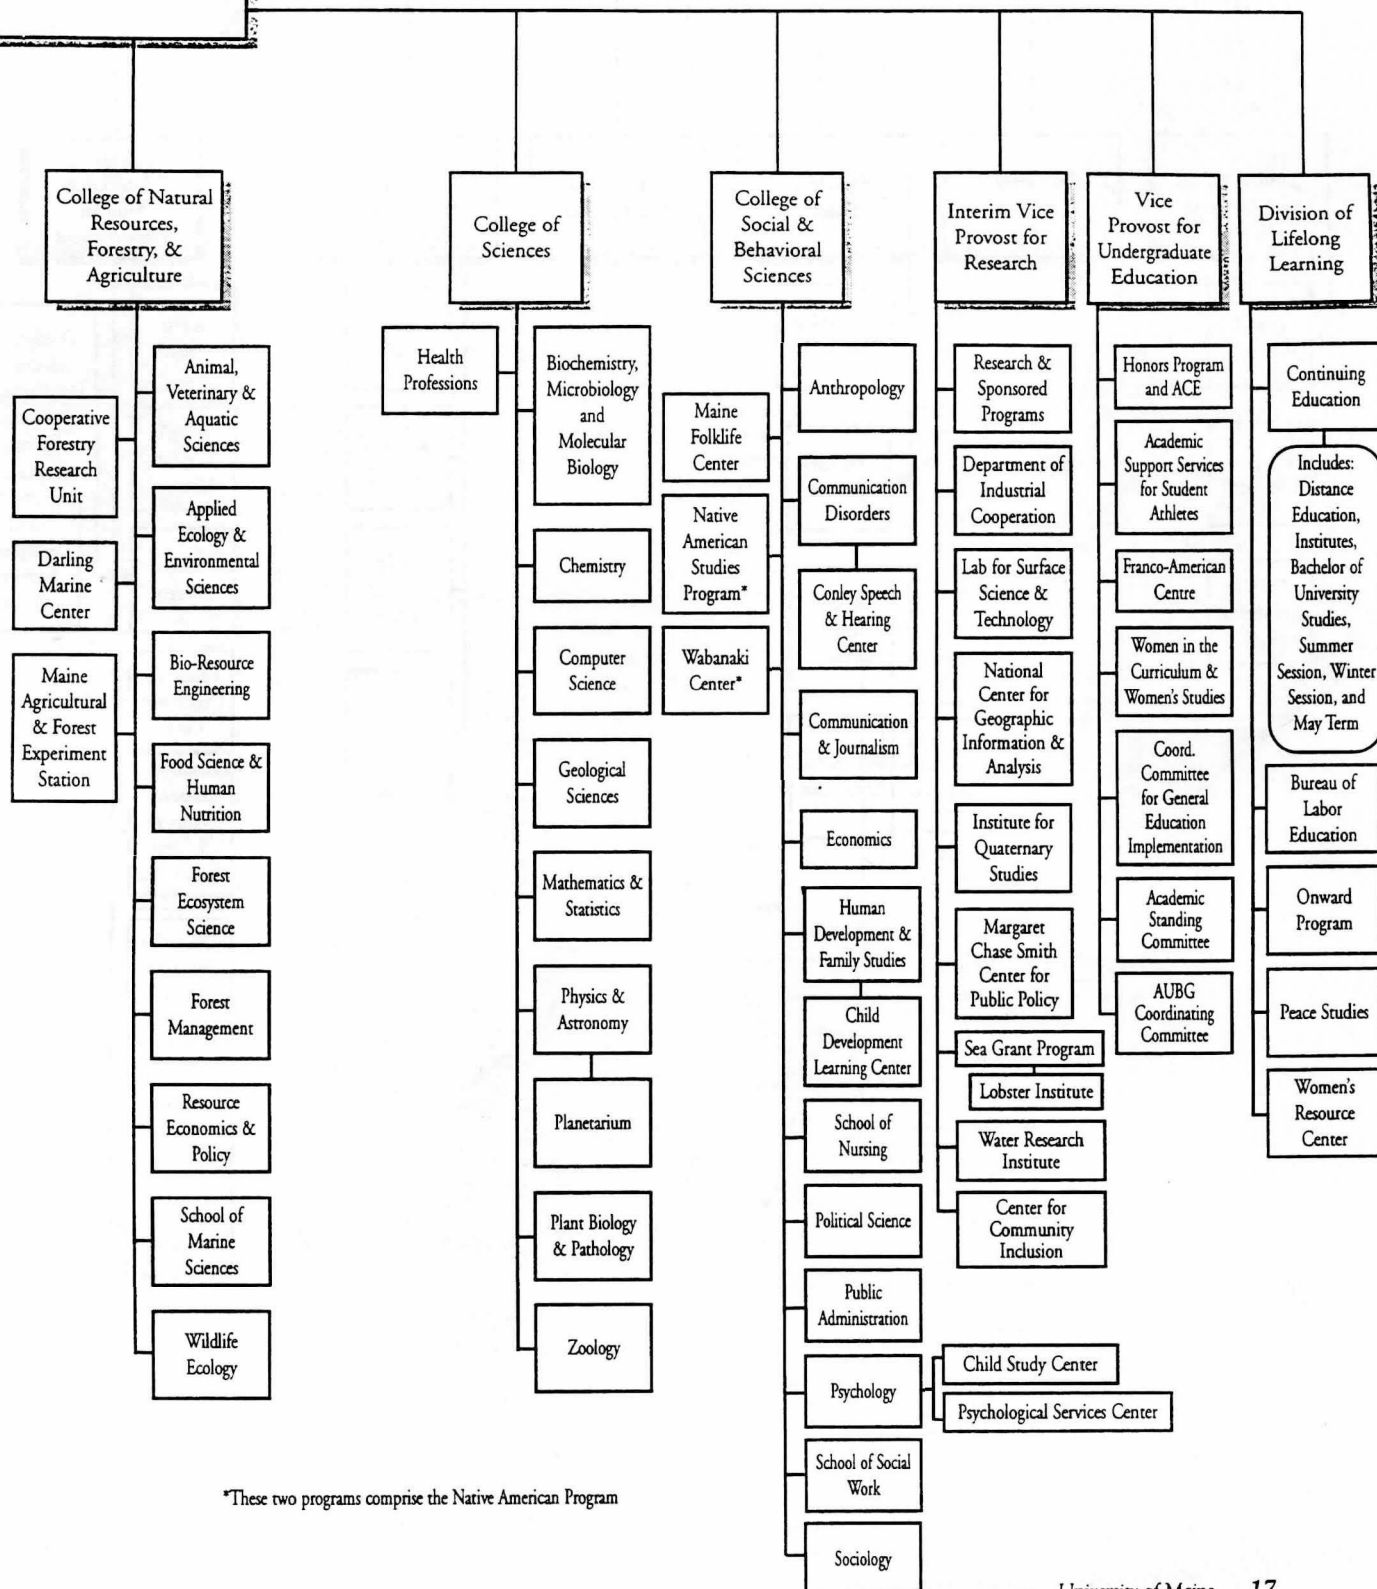 College of Natural
Resources,
Forestry, &
Agriculture
Cooperative
Forestry
Research
Unit
Darling
Marine
Center
Maine
Agricultural
& Forest
Experiment
Station
Animal,
Veterinary &
Aquatic
Sciences
Applied
Ecology &
Environmental
Sciences
Bio-Resource
Engineering
Food Science &
Human
Nutrition
Forest
Ecosystem
Science
Forest
Management
Resource
Economics &
Policy
School of
Marine
Sciences
Wildlife
Ecology
College of
Sciences
Health
Professions
Biochemistry,
Microbiology
and
Molecular
Biology
Chemistry
Computer
Science
Geological
Sciences
Mathematics &
Statistics
Physics &
Astronomy
Planetarium
Plant Biology
& Pathology
Zoology
College of
Social &
Behavioral
Sciences
Maine
Folklife
Center
Native
American
Studies
Program*
Wabanaki
Center*
Anthropology
Communication
Disorders
Conley Speech
& Hearing
Center
Communication
& Journalism
Economics
Human
Development &
Family Studies
Child
Development
Learning Center
School of
Nursing
Political Science
Public
Administration
Psychology
Child Study Center
Psychological Services Center
School of Social
Work
Sociology
Interim Vice
Provost for
Research
Research &
Sponsored
Programs
Department of
Industrial
Cooperation
Lab for Surface
Science &
Technology
National
Center for
Geographic
Information &
Analysis
Institute for
Quaternary
Studies
Margaret
Chase Smith
Center for
Public Policy
Sea Grant Program
Lobster Institute
Water Research
Institute
Center for
Community
Inclusion
Vice
Provost for
Undergraduate
Education
Honors Program
and ACE
Academic
Support Services
for Student
Athletes
Franco-American
Centre
Women in the
Curriculum &
Women's Studies
Coord.
Committee
for General
Education
Implementation
Academic
Standing
Committee
AUBG
Coordinating
Committee
Division of
Lifelong
Learning
Continuing
Education
Includes:
Distance
Education,
Institutes,
Bachelor of
University
Studies,
Summer
Session, Winter
Session, and
May Term
Bureau of
Labor
Education
Onward
Program
Peace Studies
Women's
Resource
Center
*These two programs comprise the Native American Program
University of Maine 17